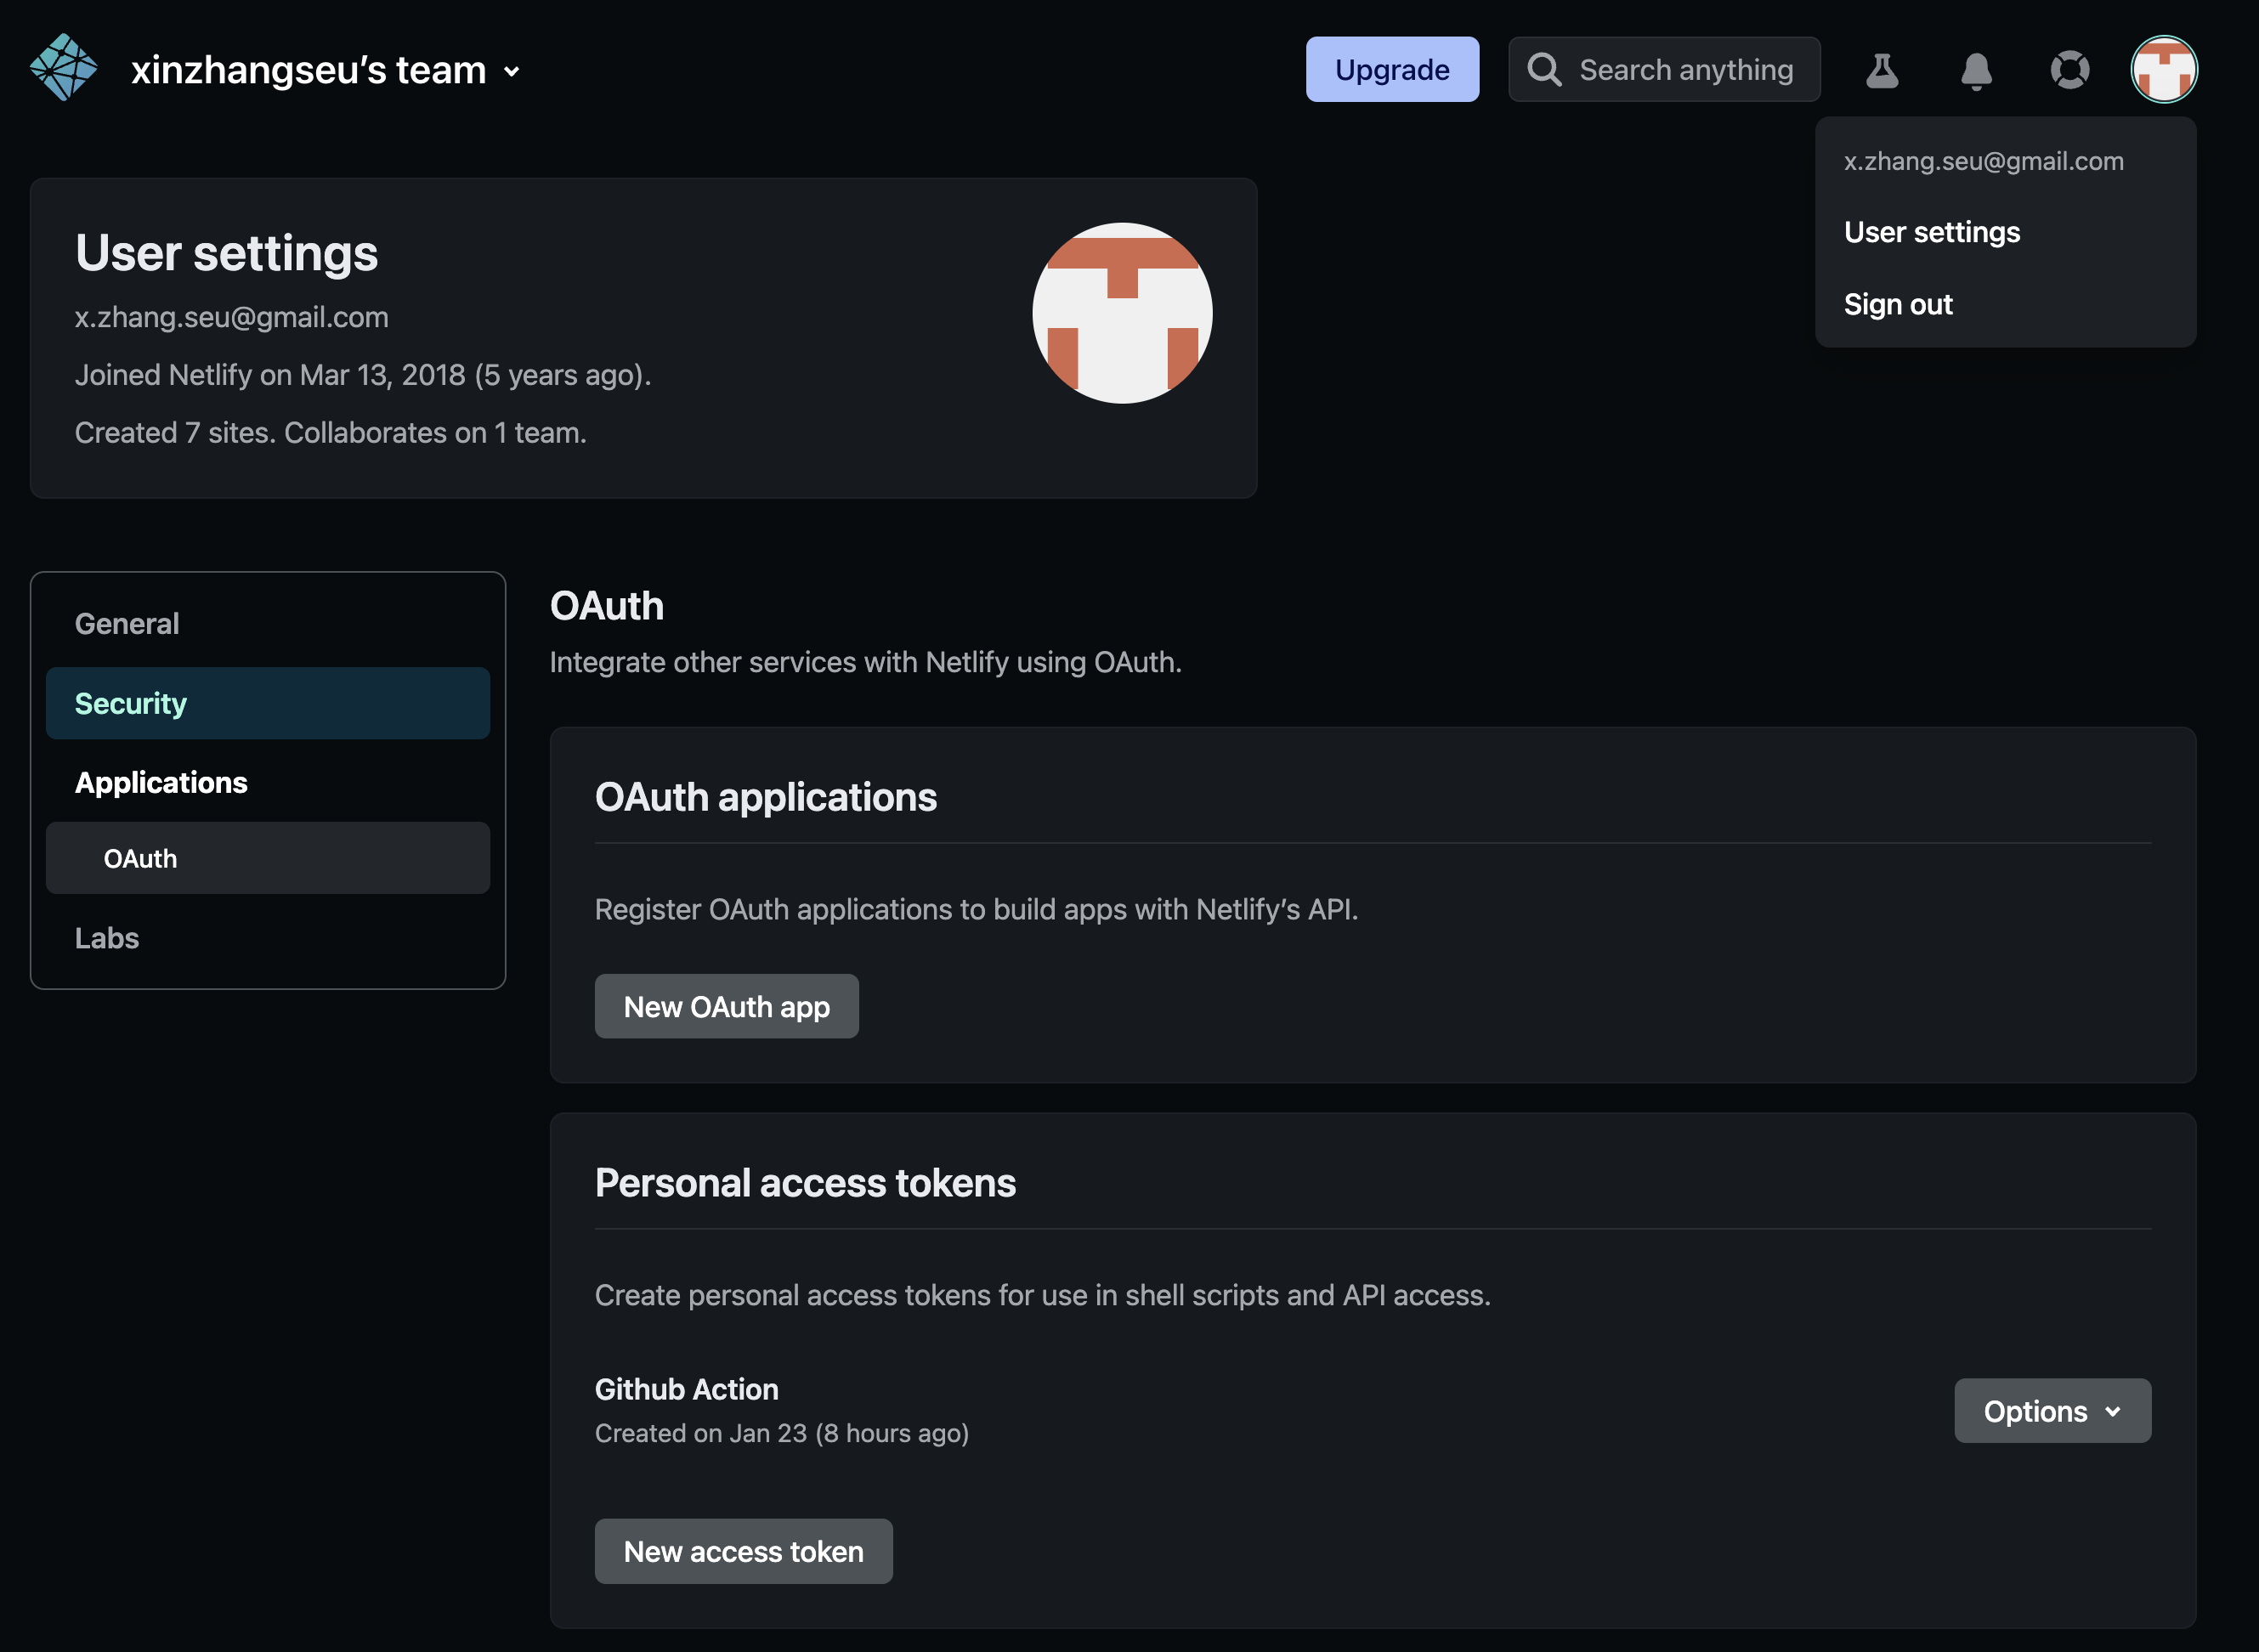 xinzhangseu’s team
Upgrade
Search anything
x.zhang.seu@gmail.com
User settings
Sign out
User settings
x.zhang.seu@gmail.com
Joined Netlify on Mar 13, 2018 (5 years ago).
Created 7 sites. Collaborates on 1 team.
General
Security
Applications
OAuth
Labs
OAuth
Integrate other services with Netlify using OAuth.
OAuth applications
Register OAuth applications to build apps with Netlify’s API.
New OAuth app
Personal access tokens
Create personal access tokens for use in shell scripts and API access.
Github Action
Created on Jan 23 (8 hours ago)
Options
New access token